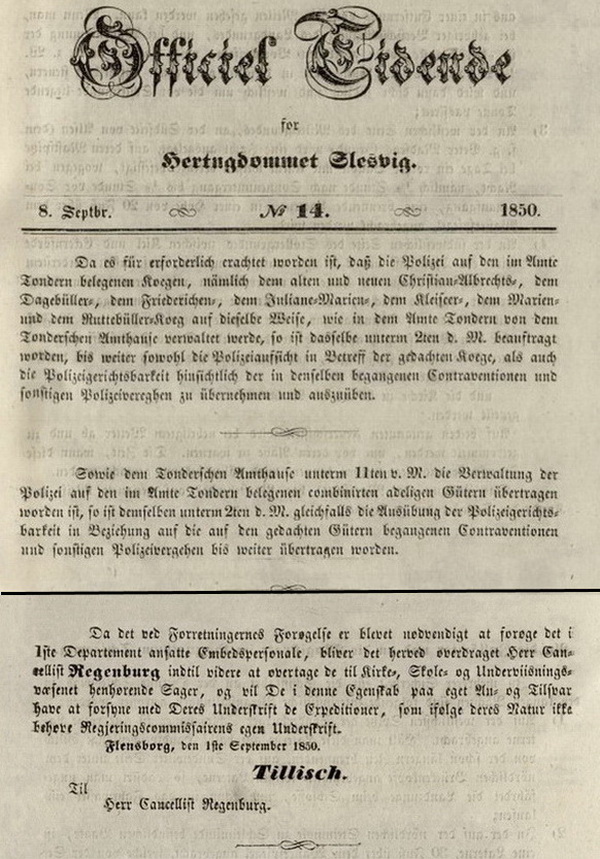 Officiel Tidende
for
Hertugdømmet Slesvig.
8. Septbr. № 14. 1850.
Da es für erforderlich erachtet worden ist, daß die Polizei auf den im Amte
Tondern belegenen Koegen, nämlich dem alten und neuen Christian-Albrechts-, dem
Dagebüller-, dem Friederichen-, dem Juliane-Marien-, dem Kleiseer-, dem Marien-
und dem Ruttebüller-Koeg auf dieselbe Weise, wie in dem Amte Tondern von dem
Tonderschen Amthause verwaltet werde, so ist dasselbe unterm 2ten d. M. beauftragt
worden, bis weiter sowohl die Polizeiaufsicht in Betreff der gedachten Koege, als auch
die Polizeigerichtsbarkeit hinsichtlich der in denselben begangenen Contraventionen und
sonstigen Polizeivereghen zu übernehmen und auszuüben.
Sowie dem Tonderschen Amthause unterm 11ten v. M. die Verwaltung der
Polizei auf den im Amte Tondern belegenen combinirten adeligen Gütern übertragen
worden ist, so ist demselben unterm 2ten d. M. gleichfalls die Ausübung der Polizeigerichts-
barkeit in Beziehung auf die auf den gedachten Gütern begangenen Contraventionen
und sonstigen Polizeivergehen bis weiter übertragen worden.
Da det ved Forretningernes Forøgelse er blevet nødvendigt at forøge det i
1ste Departement ansatte Embedspersonale, bliver det herved overdraget Herr Can-
cellist Regenburg indtil videre at overtage de til Kirke-, Skole- og Underviisnings-
væsenet henhørende Sager, og vil De i denne Egenskab paa eget An- og Tilsvar
have at forsyne med Deres Underskrift de Expeditioner, som ifølge deres Natur ikke
behøve Regjeringscommissairens egen Underskrift.
Flensborg, den 1ste September 1850.
Tillisch.
Til
Herr Cancellist Regenburg.